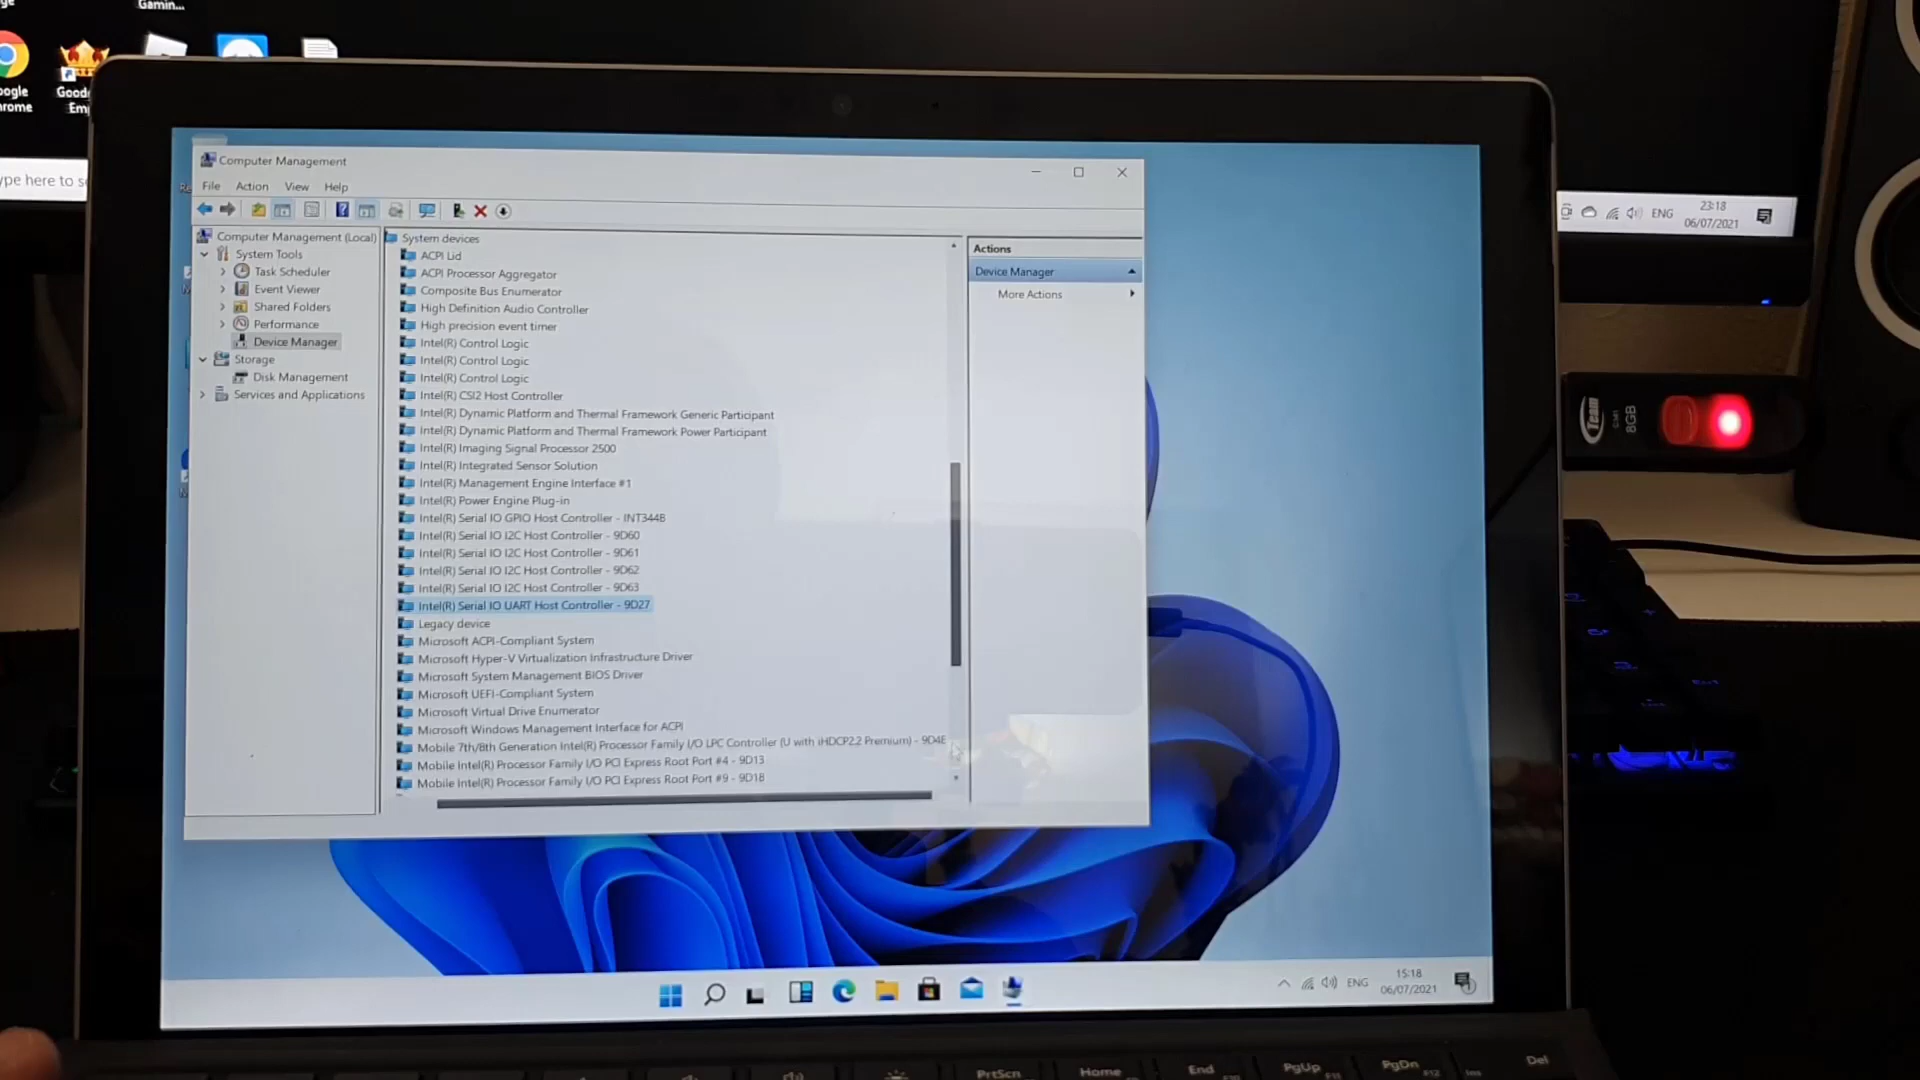 Gamin...
Goo
Em
rome
ype here to s
Computer Management
File Action View Help
Computer Management (Local)
System Tools
Task Scheduler
Event Viewer
Shared Folders
Performance
Device Manager
Storage
Disk Management
Services and Applications
System devices
ACPI Lid
ACPI Processor Aggregator
Composite Bus Enumerator
High Definition Audio Controller
High precision event timer
Intel(R) Control Logic
Intel(R) Control Logic
Intel(R) Control Logic
Intel(R) CSI2 Host Controller
Intel(R) Dynamic Platform and Thermal Framework Generic Participant
Intel(R) Dynamic Platform and Thermal Framework Power Participant
Intel(R) Imaging Signal Processor 2500
Intel(R) Integrated Sensor Solution
Intel(R) Management Engine Interface #1
Intel(R) Power Engine Plug-in
Intel(R) Serial IO GPIO Host Controller - INT344B
Intel(R) Serial IO I2C Host Controller - 9D60
Intel(R) Serial IO I2C Host Controller - 9D61
Intel(R) Serial IO I2C Host Controller - 9D62
Intel(R) Serial IO I2C Host Controller - 9D63
Intel(R) Serial IO UART Host Controller - 9D27
Legacy device
Microsoft ACPI-Compliant System
Microsoft Hyper-V Virtualization Infrastructure Driver
Microsoft System Management BIOS Driver
Microsoft UEFI-Compliant System
Microsoft Virtual Drive Enumerator
Microsoft Windows Management Interface for ACPI
Mobile 7th/8th Generation Intel(R) Processor Family I/O LPC Controller (U with iHDCP2.2 Premium) - 9D4E
Mobile Intel(R) Processor Family I/O PCI Express Root Port #4 - 9D13
Mobile Intel(R) Processor Family I/O PCI Express Root Port #9 - 9D18
Actions
Device Manager
More Actions
ENG
23:18
06/07/2021
Team
C141
8GB
ENG
15:18
06/07/2021
PrtScn
Home
End
PgUp
PgDn
F12
Ins
Del